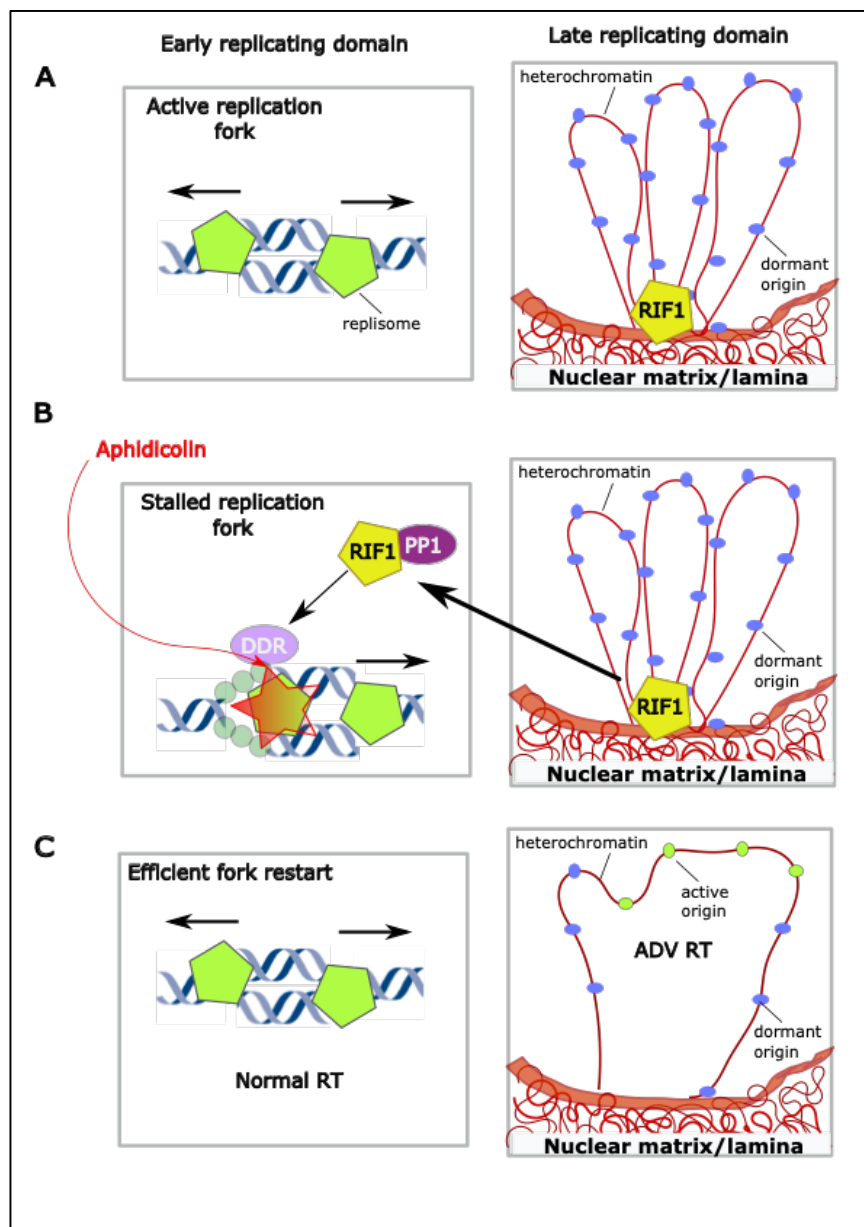 Early replicating domain
Late replicating domain
A
Active replication
fork
replisome
heterochromatin
dormant
origin
RIF1
Nuclear matrix/lamina
B
Aphidicolin
Stalled replication
fork
RIF1
PP1
DDR
heterochromatin
dormant
origin
RIF1
Nuclear matrix/lamina
C
Efficient fork restart
Normal RT
heterochromatin
active
origin
ADV RT
dormant
origin
Nuclear matrix/lamina